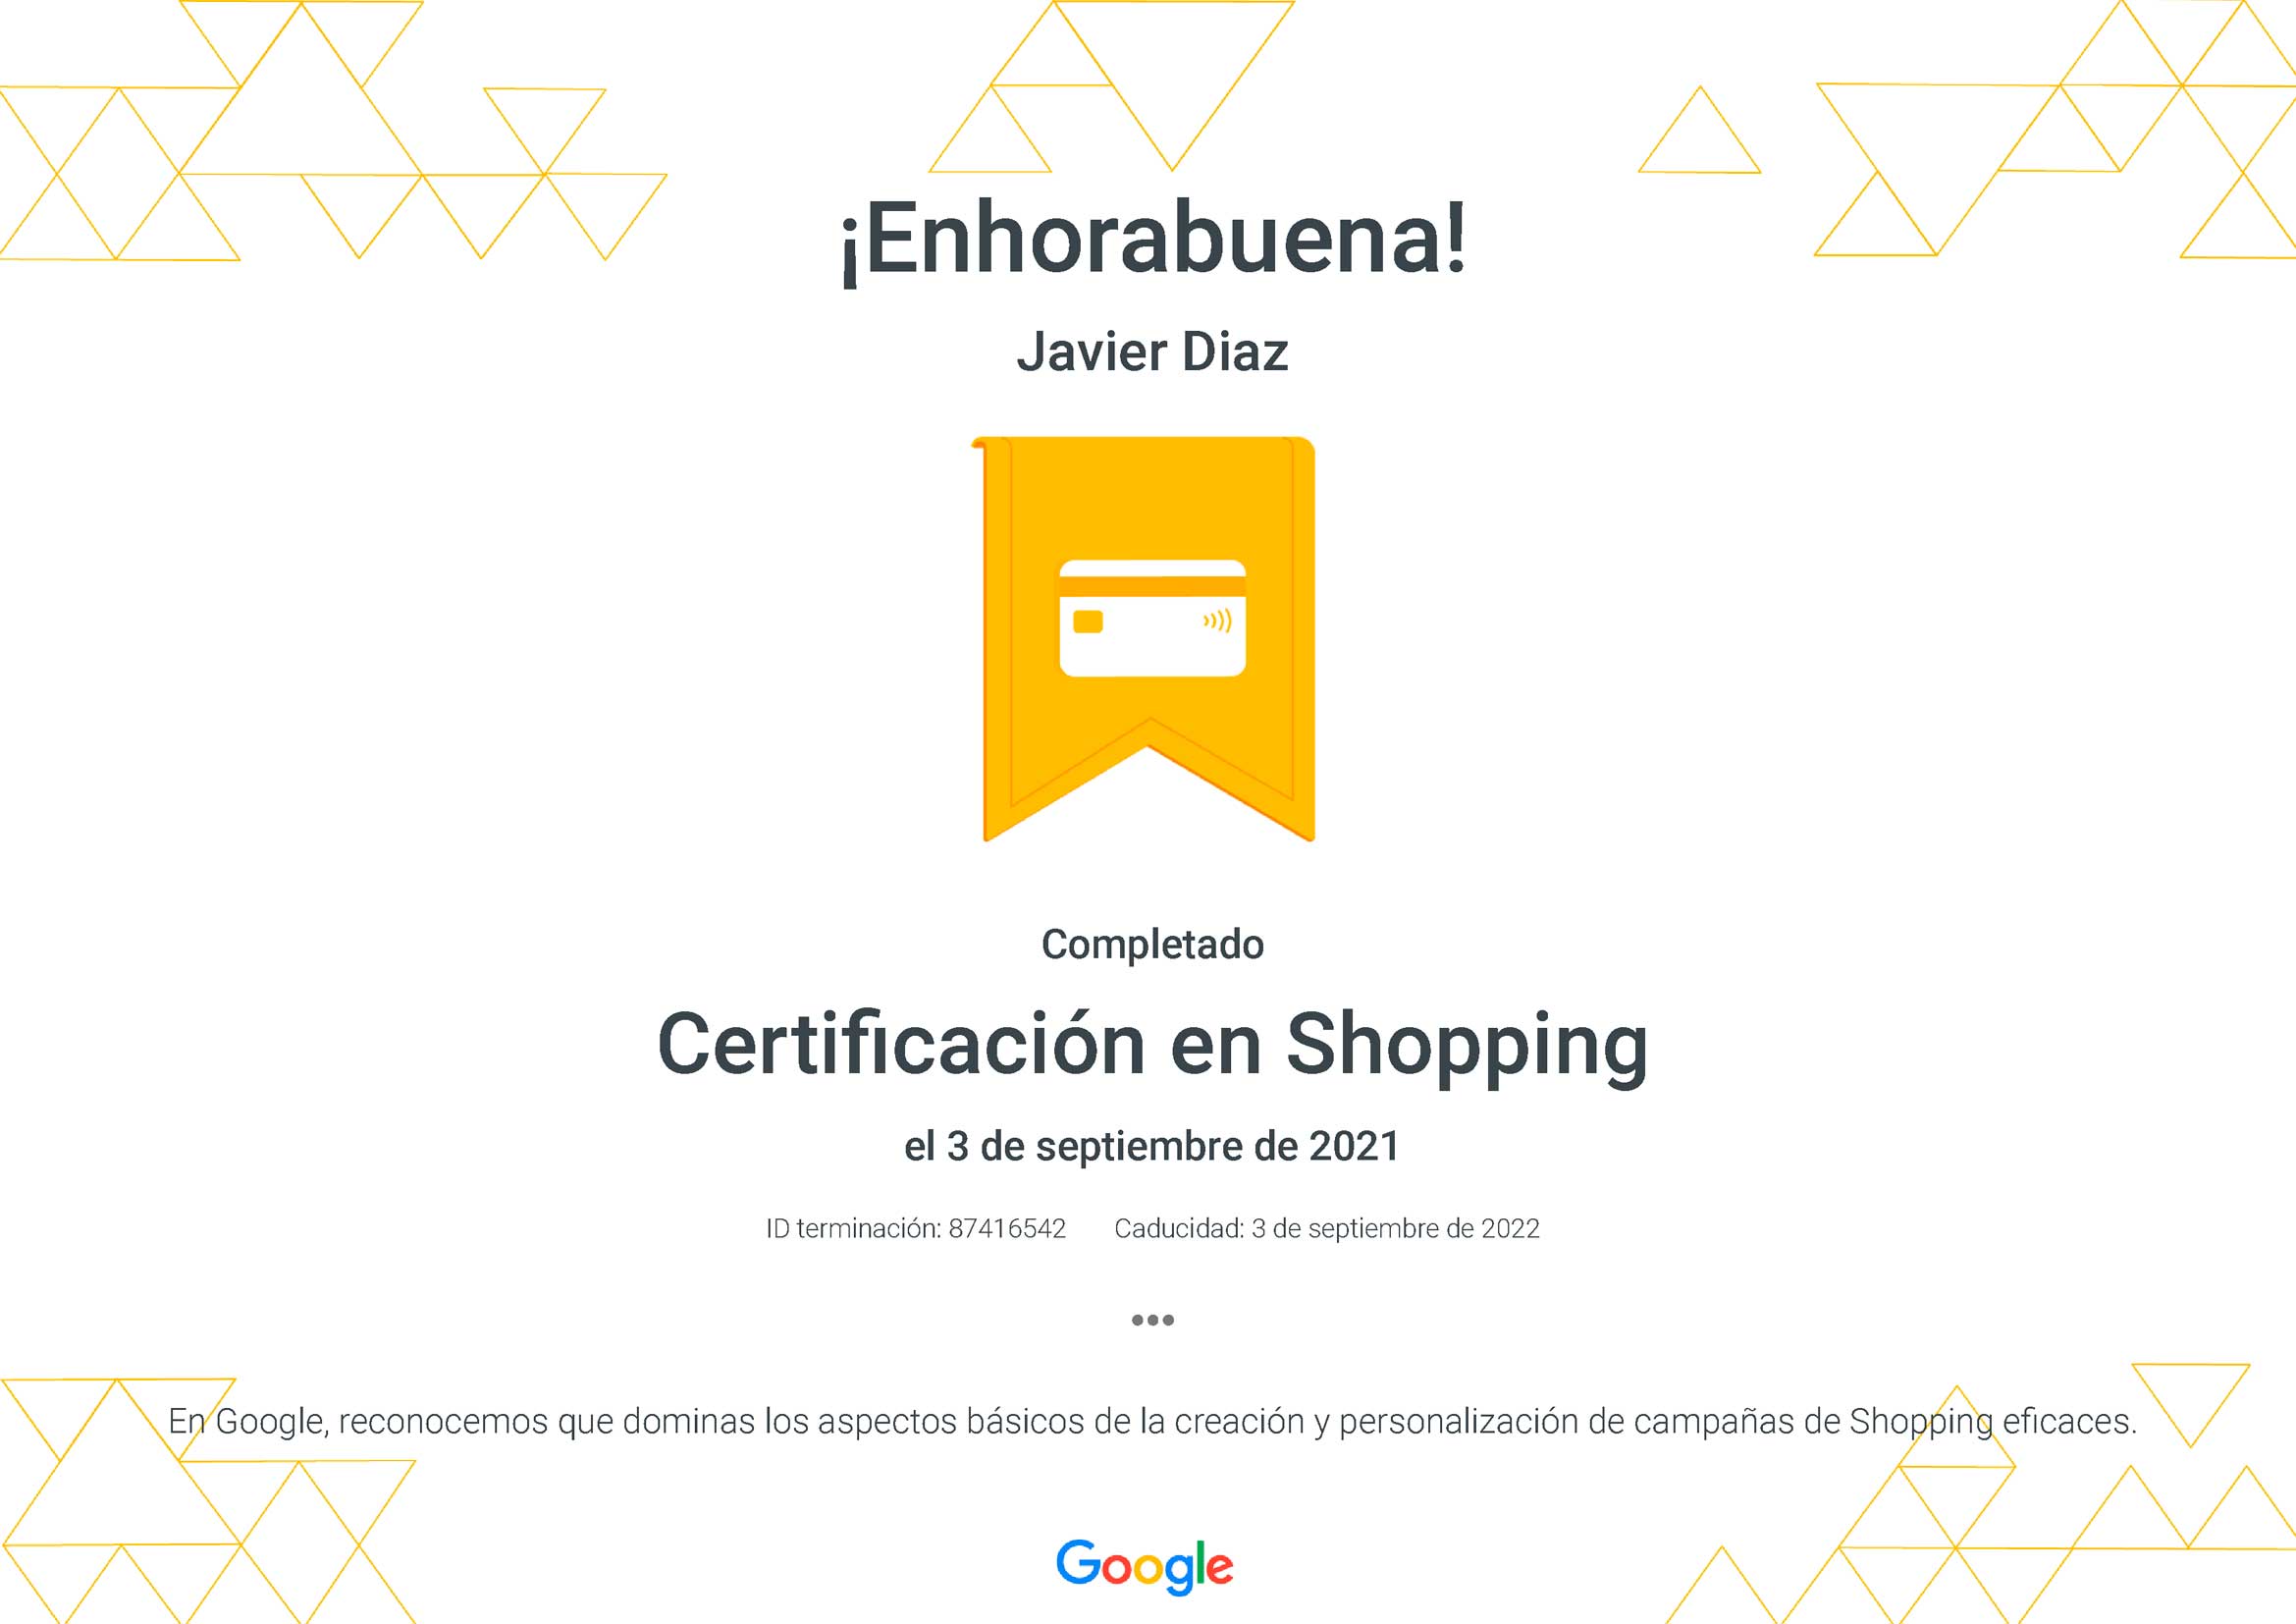 ¡Enhorabuena!
Javier Diaz
Completado
Certificación en Shopping
el 3 de septiembre de 2021
ID terminación: 87416542 Caducidad: 3 de septiembre de 2022
En Google, reconocemos que dominas los aspectos básicos de la creación y personalización de campañas de Shopping eficaces.
Google